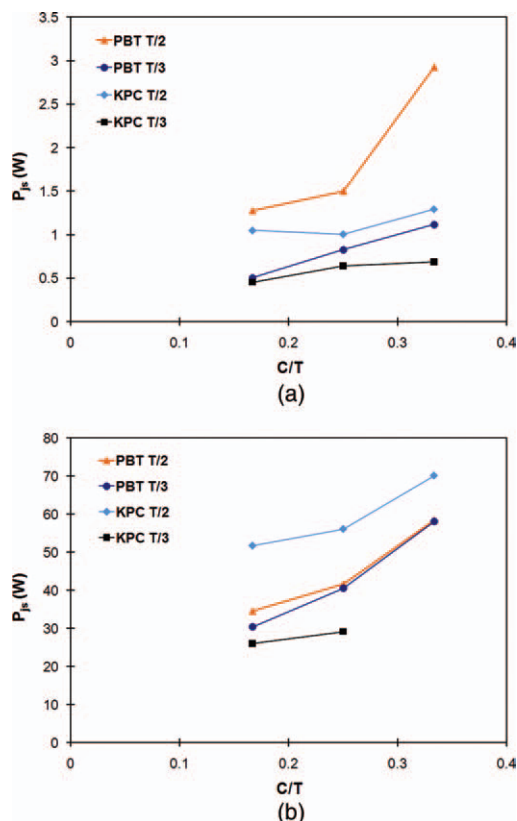 3.5
3
2.5
2
1.5
1
0.5
0
P_js (W)
PBT T/2
PBT T/3
KPC T/2
KPC T/3
0 0.1 0.2 0.3 0.4
C/T
(a)
80
70
60
50
40
30
20
10
0
P_js (W)
PBT T/2
PBT T/3
KPC T/2
KPC T/3
0 0.1 0.2 0.3 0.4
C/T
(b)